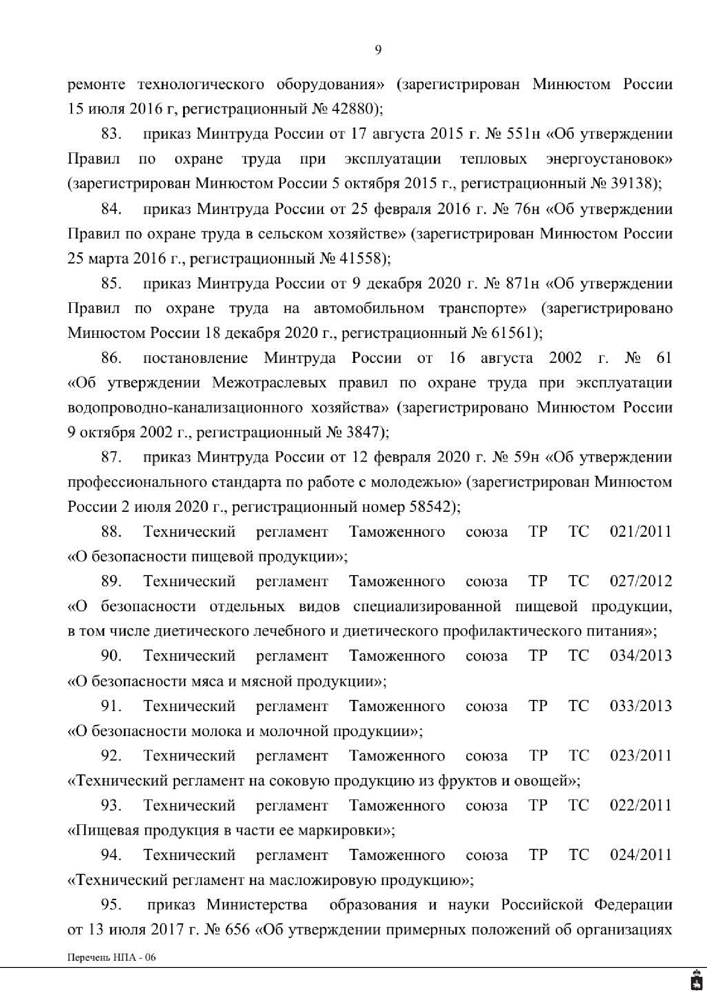 9
ремонте технологического оборудования» (зарегистрирован Минюстом России
15 июля 2016 г, регистрационный № 42880);
83. приказ Минтруда России от 17 августа 2015 г. № 551н «Об утверждении
Правил по охране труда при эксплуатации тепловых энергоустановок»
(зарегистрирован Минюстом России 5 октября 2015 г., регистрационный № 39138);
84. приказ Минтруда России от 25 февраля 2016 г. № 76н «Об утверждении
Правил по охране труда в сельском хозяйстве» (зарегистрирован Минюстом России
25 марта 2016 г., регистрационный № 41558);
85. приказ Минтруда России от 9 декабря 2020 г. № 871н «Об утверждении
Правил по охране труда на автомобильном транспорте» (зарегистрировано
Минюстом России 18 декабря 2020 г., регистрационный № 61561);
86. постановление Минтруда России от 16 августа 2002 г. № 61
«Об утверждении Межотраслевых правил по охране труда при эксплуатации
водопроводно-канализационного хозяйства» (зарегистрировано Минюстом России
9 октября 2002 г., регистрационный № 3847);
87. приказ Минтруда России от 12 февраля 2020 г. № 59н «Об утверждении
профессионального стандарта по работе с молодежью» (зарегистрирован Минюстом
России 2 июля 2020 г., регистрационный номер 58542);
88. Технический регламент Таможенного союза ТР ТС 021/2011
«О безопасности пищевой продукции»;
89. Технический регламент Таможенного союза ТР ТС 027/2012
«О безопасности отдельных видов специализированной пищевой продукции,
в том числе диетического лечебного и диетического профилактического питания»;
90. Технический регламент Таможенного союза ТР ТС 034/2013
«О безопасности мяса и мясной продукции»;
91. Технический регламент Таможенного союза ТР ТС 033/2013
«О безопасности молока и молочной продукции»;
92. Технический регламент Таможенного союза ТР ТС 023/2011
«Технический регламент на соковую продукцию из фруктов и овощей»;
93. Технический регламент Таможенного союза ТР ТС 022/2011
«Пищевая продукция в части ее маркировки»;
94. Технический регламент Таможенного союза ТР ТС 024/2011
«Технический регламент на масложировую продукцию»;
95. приказ Министерства образования и науки Российской Федерации
от 13 июля 2017 г. № 656 «Об утверждении примерных положений об организациях
Перечень НПА - 06